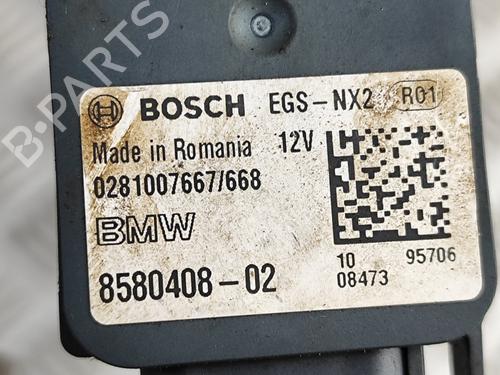 BOSCH EGS-NX2 R01
Made in Romania 12V
0281007667/668
BMW
8580408-02
10 95706
08473
B-PARTS